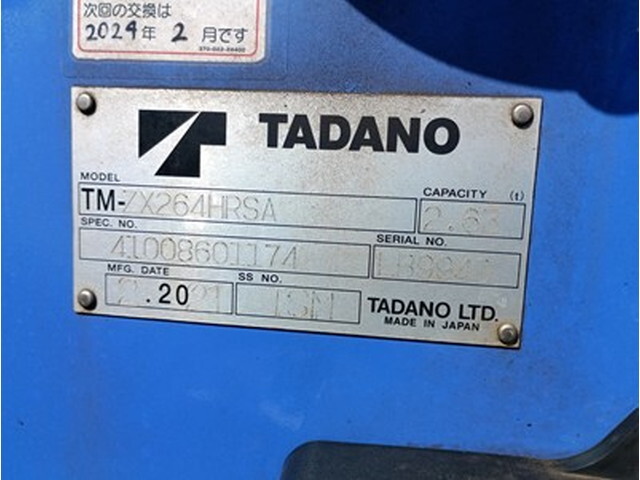 次回の交換は
2024年 2 月です
TADANO
MODEL
CAPACITY (t)
TM-ZX264HRSA
SPEC. NO.
SERIAL NO.
41008601174
MFG. DATE
SS NO.
TADANO LTD.
MADE IN JAPAN